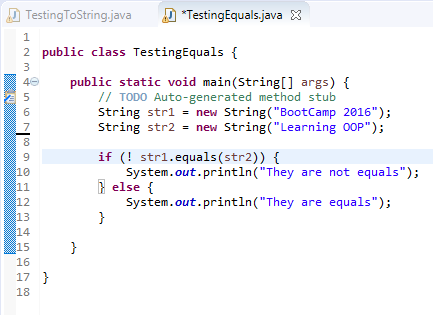 TestingToString.java *TestingEquals.java
1
2 public class TestingEquals {
3
4 public static void main(String[] args) {
5 // TODO Auto-generated method stub
6 String str1 = new String("BootCamp 2016");
7 String str2 = new String("Learning OOP");
8
9 if (! str1.equals(str2)) {
10 System.out.println("They are not equals");
11 } else {
12 System.out.println("They are equals");
13 }
14
15 }
16
17 }
18